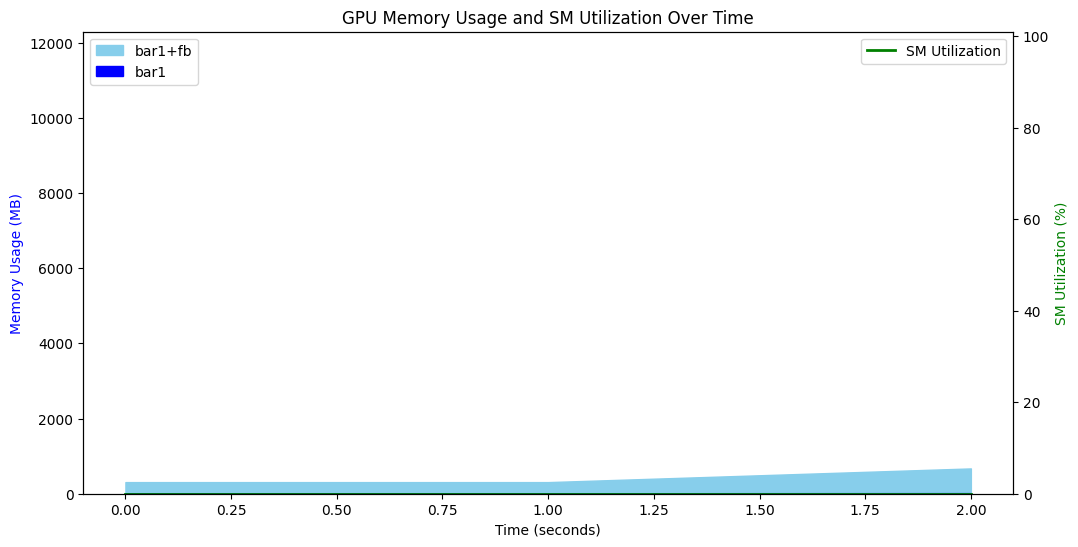 GPU Memory Usage and SM Utilization Over Time
bar1+fb
bar1
SM Utilization
12000
10000
8000
6000
4000
2000
0
Memory Usage (MB)
100
80
60
40
20
0
SM Utilization (%)
0.00 0.25 0.50 0.75 1.00 1.25 1.50 1.75 2.00
Time (seconds)